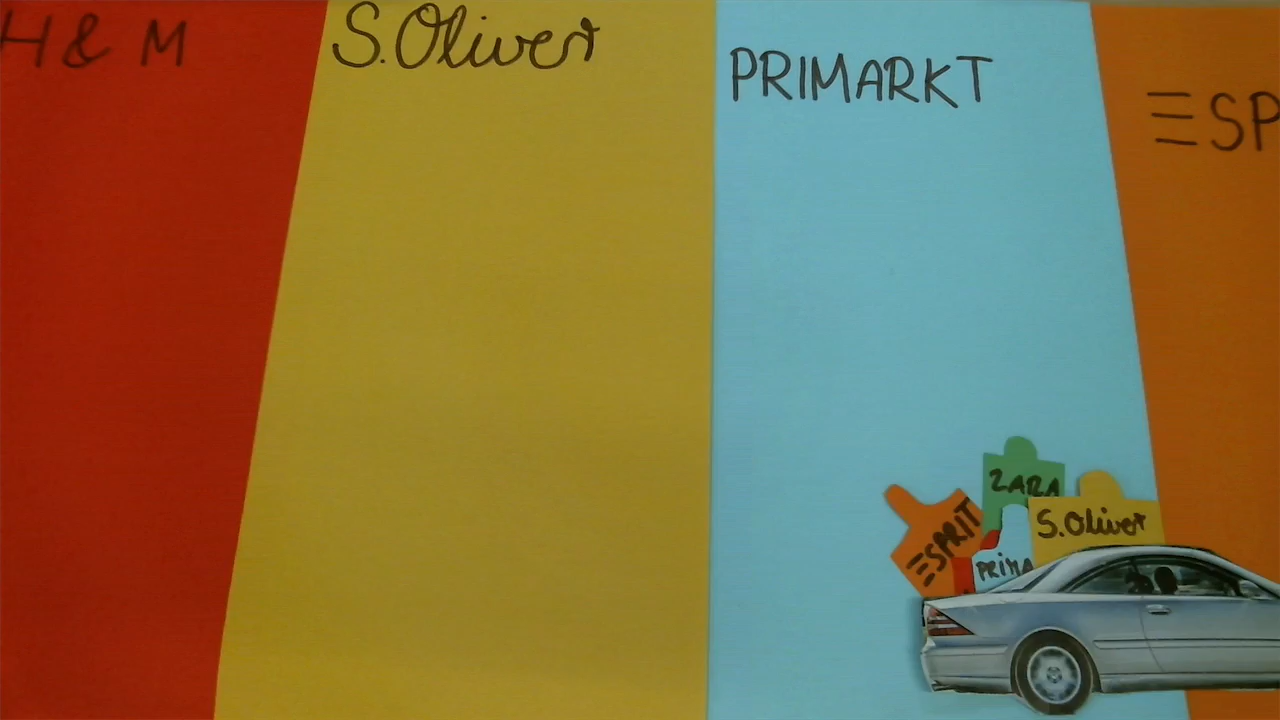 H & M
S.Oliver
PRIMARKT
ESP
ZARA
S.Oliver
ESPRIT
PRIMA